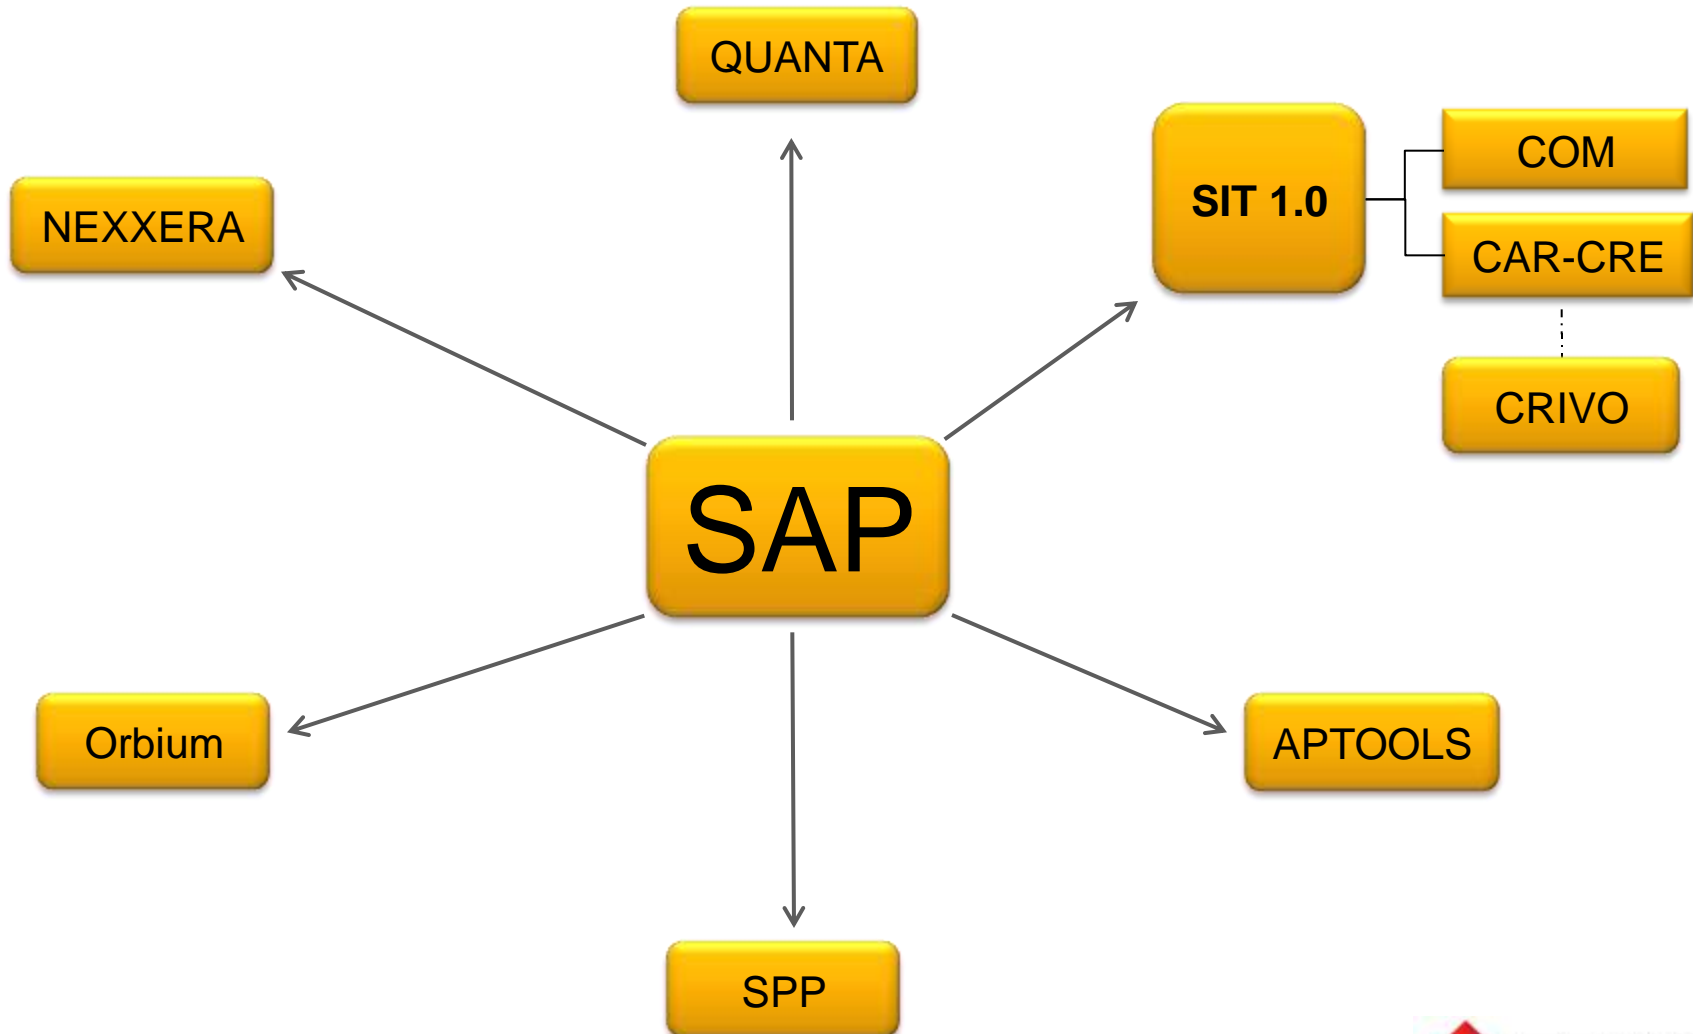 QUANTA
COM
SIT 1.0
NEXXERA
CAR-CRE
CRIVO
SAP
Orbium
APTOOLS
SPP